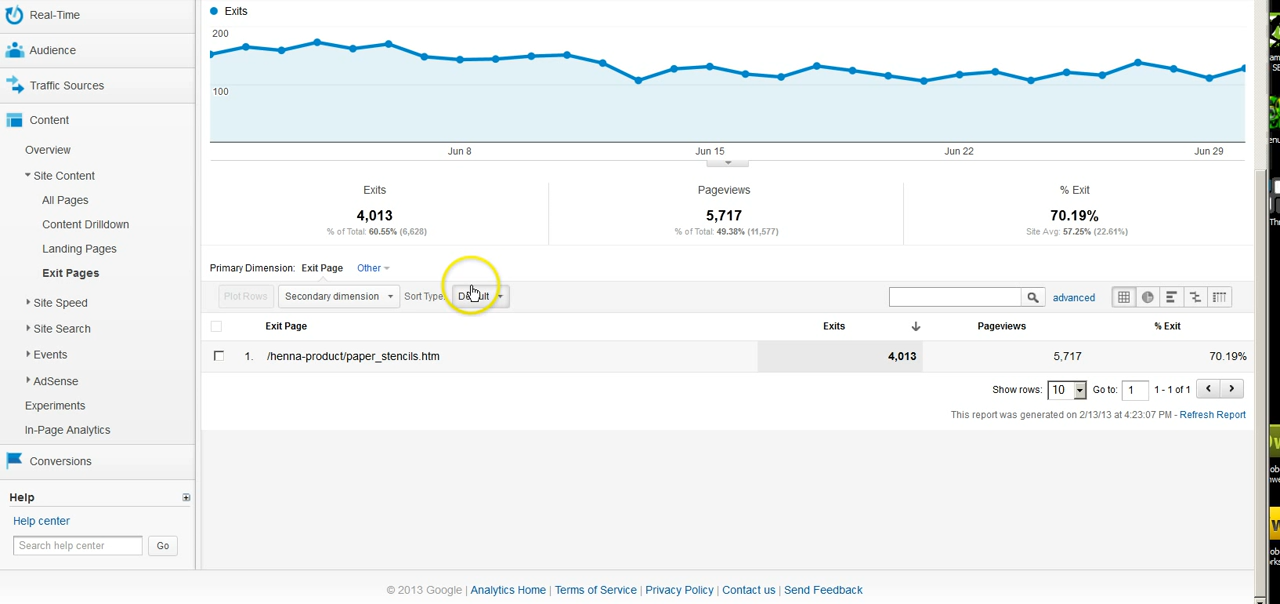 Real-Time
Audience
Traffic Sources
Content
Overview
Site Content
All Pages
Content Drilldown
Landing Pages
Exit Pages
Site Speed
Site Search
Events
AdSense
Experiments
In-Page Analytics
Conversions
Help
Help center
Search help center
Go
Exits
200
100
Jun 8 Jun 15 Jun 22 Jun 29
Exits Pageviews % Exit
4,013 5,717 70.19%
% of Total: 60.55% (6,628) % of Total: 49.38% (11,577) Site Avg: 57.25% (22.61%)
Primary Dimension: Exit Page Other
Plot Rows Secondary dimension Sort Type: advanced
Exit Page Exits Pageviews % Exit
1. /henna-product/paper_stencils.htm 4,013 5,717 70.19%
Show rows: 10 Go to: 1 1 - 1 of 1
This report was generated on 2/13/13 at 4:23:07 PM - Refresh Report
© 2013 Google | Analytics Home | Terms of Service | Privacy Policy | Contact us | Send Feedback